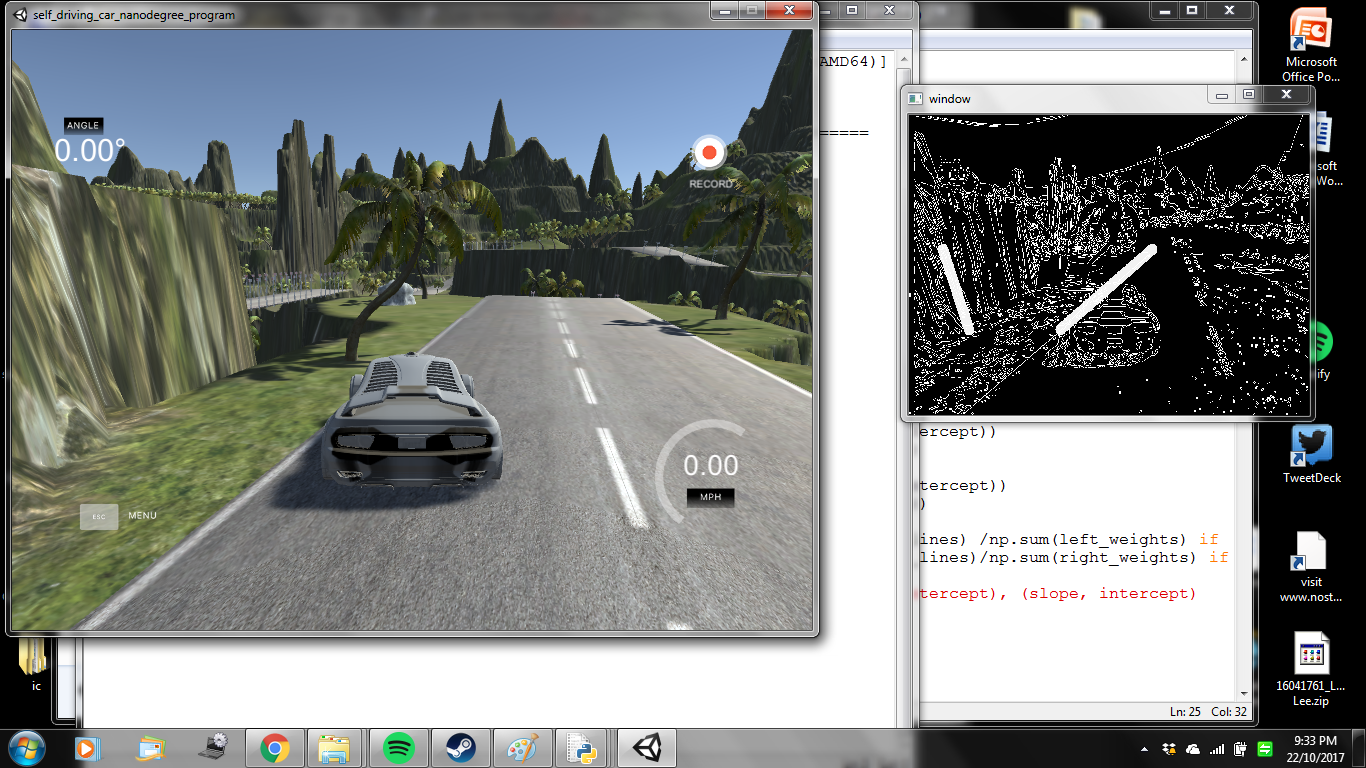 self_driving_car_nanodegree_program
ANGLE
0.00°
RECORD
0.00
MPH
ESC
MENU
AMD64)]
=====
window
ercept))
tercept))
)
lines) /np.sum(left_weights) if
lines)/np.sum(right_weights) if
tercept), (slope, intercept)
Ln: 25 Col: 32
Microsoft
Office Po...
soft
Wo...
ify
TweetDeck
visit
www.nost...
16041761_L...
Lee.zip
ic
9:33 PM
22/10/2017